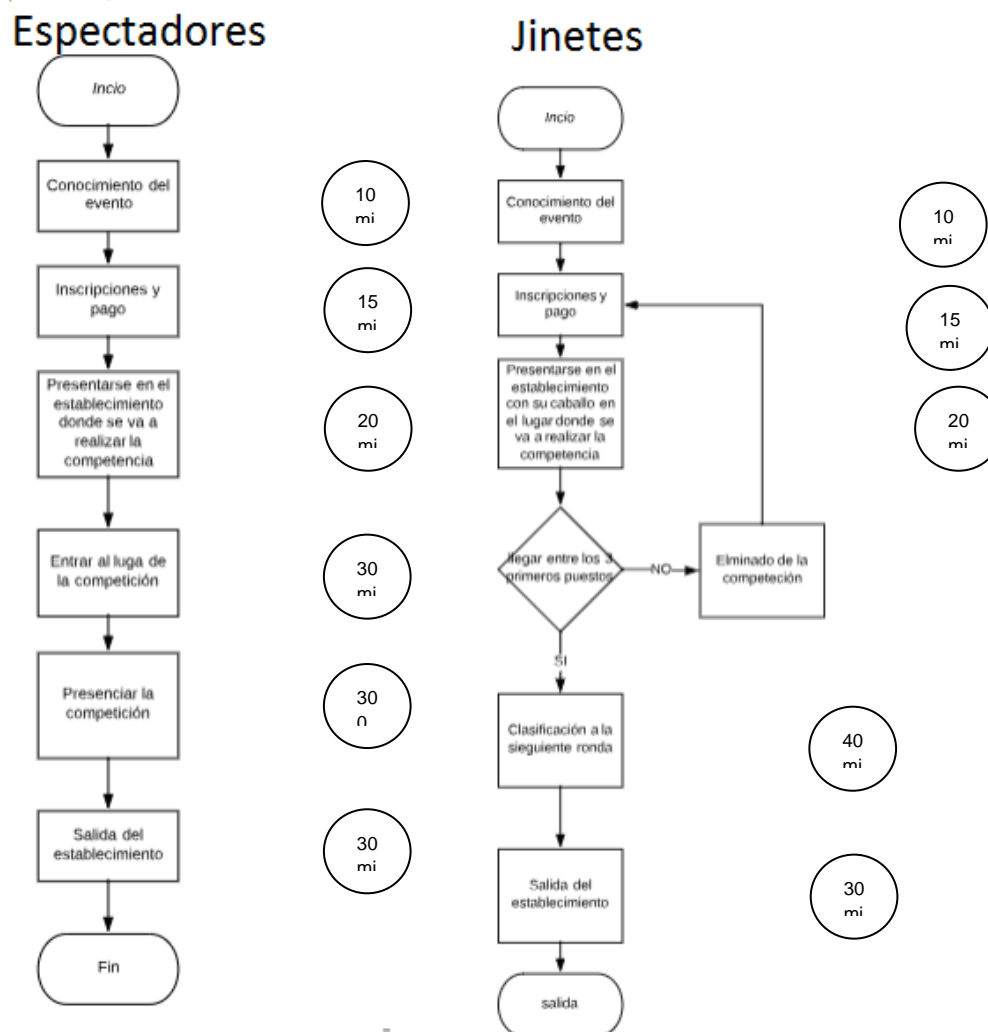 Espectadores
Incio
Conocimiento del
evento
10
mi
Inscripciones y
pago
15
mi
Presentarse en el
establecimiento
donde se va a
realizar la
competencia
20
mi
Entrar al luga de
la competición
30
mi
Presenciar la
competición
30
0
Salida del
establecimiento
30
mi
Fin
Jinetes
Incio
Conocimiento del
evento
10
mi
Inscripciones y
pago
15
mi
Presentarse en el
establecimiento
con su caballo en
el lugar donde se
va a realizar la
competencia
20
mi
llegar entre los 3
primeros puestos
NO
Elminado de la
competeción
SI
Clasificación a la
sieguiente ronda
40
mi
Salida del
establecimiento
30
mi
salida